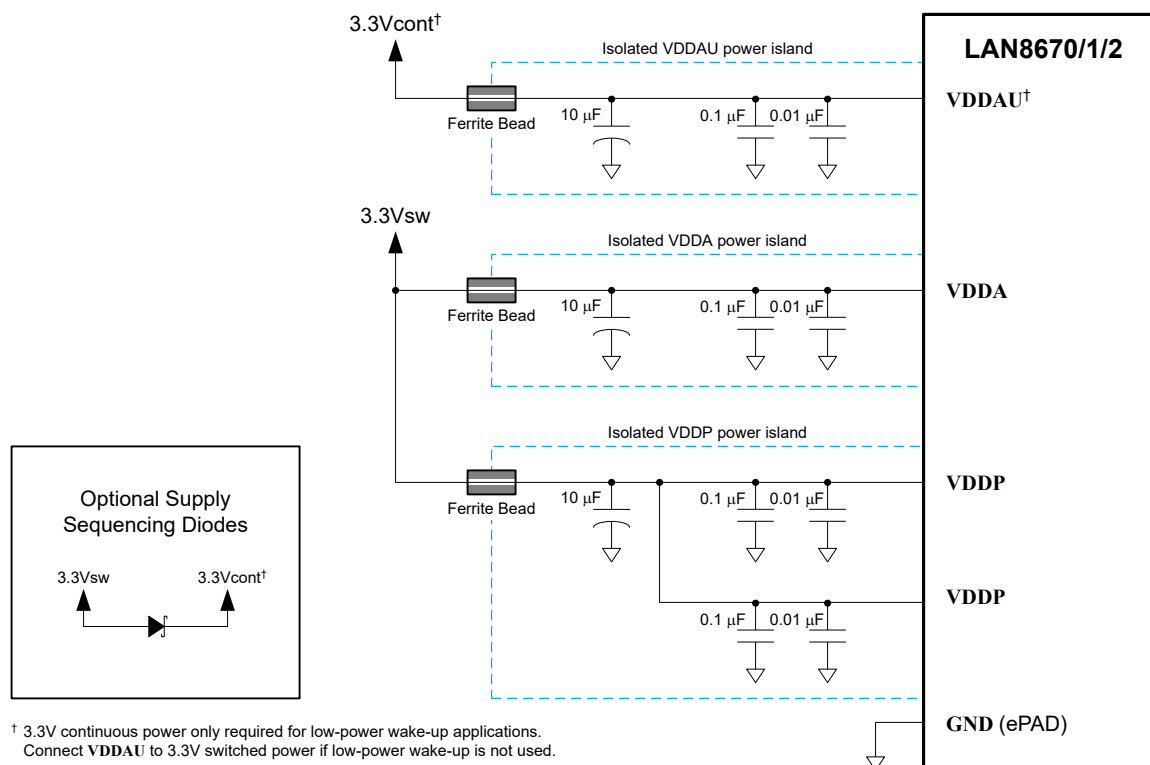 3.3Vcont†
LAN8670/1/2
Isolated VDDAU power island
VDDAU†
Ferrite Bead
10 μF
0.1 μF
0.01 μF
3.3Vsw
Isolated VDDA power island
VDDA
Ferrite Bead
10 μF
0.1 μF
0.01 μF
Isolated VDDP power island
VDDP
Ferrite Bead
10 μF
0.1 μF
0.01 μF
VDDP
0.1 μF
0.01 μF
Optional Supply
Sequencing Diodes
3.3Vsw
3.3Vcont†
GND (ePAD)
† 3.3V continuous power only required for low-power wake-up applications.
Connect VDDAU to 3.3V switched power if low-power wake-up is not used.